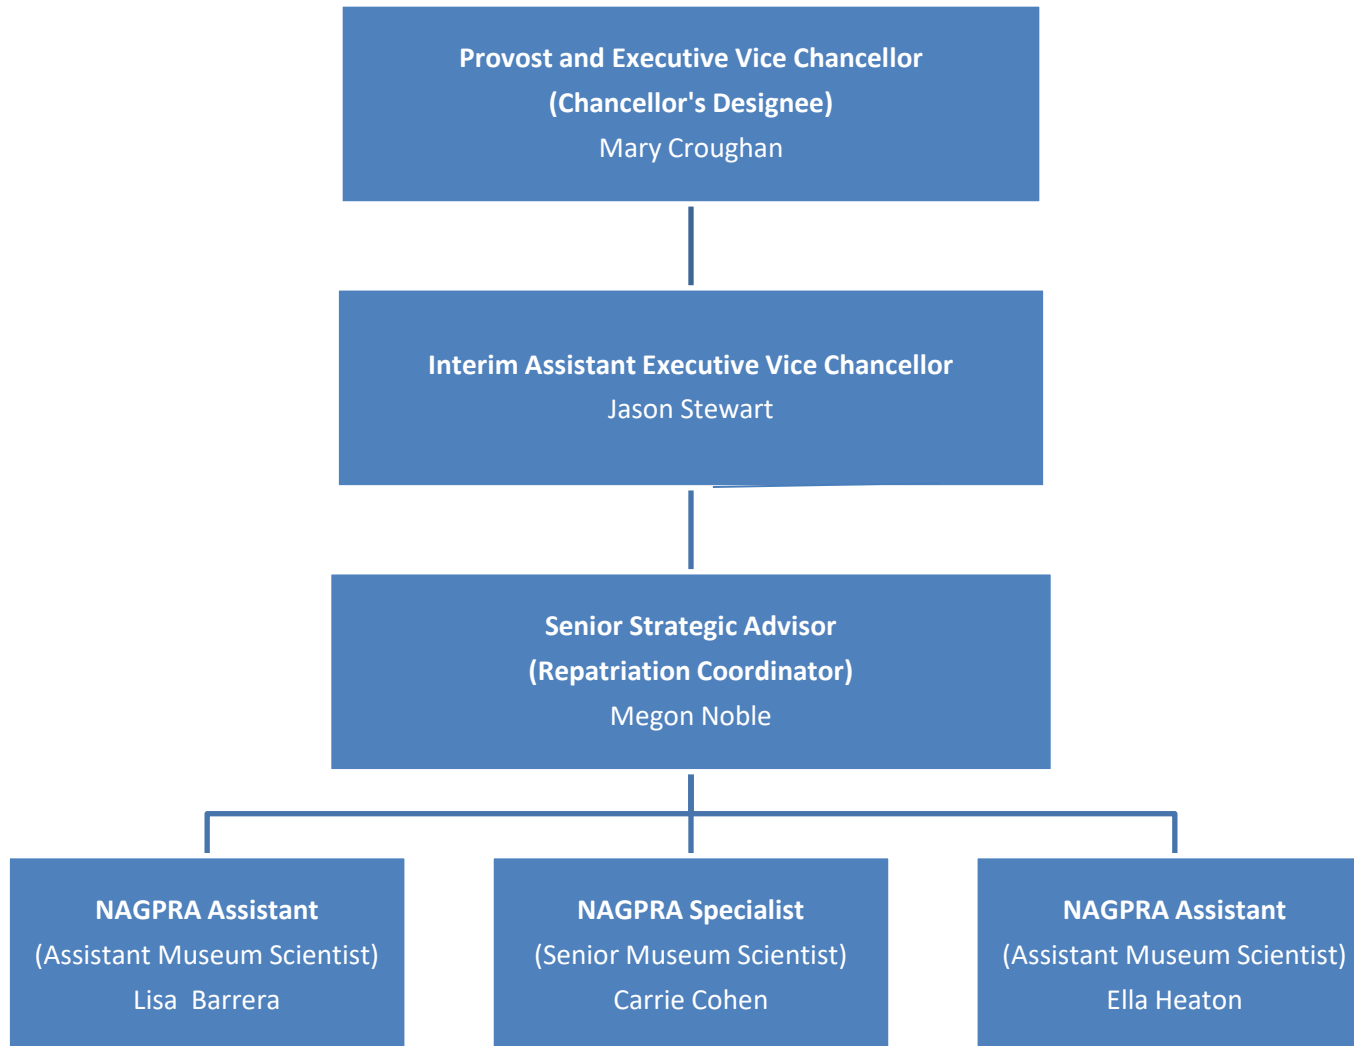 Provost and Executive Vice Chancellor
(Chancellor's Designee)
Mary Croughan
Interim Assistant Executive Vice Chancellor
Jason Stewart
Senior Strategic Advisor
(Repatriation Coordinator)
Megon Noble
NAGPRA Assistant
(Assistant Museum Scientist)
Lisa Barrera
NAGPRA Specialist
(Senior Museum Scientist)
Carrie Cohen
NAGPRA Assistant
(Assistant Museum Scientist)
Ella Heaton